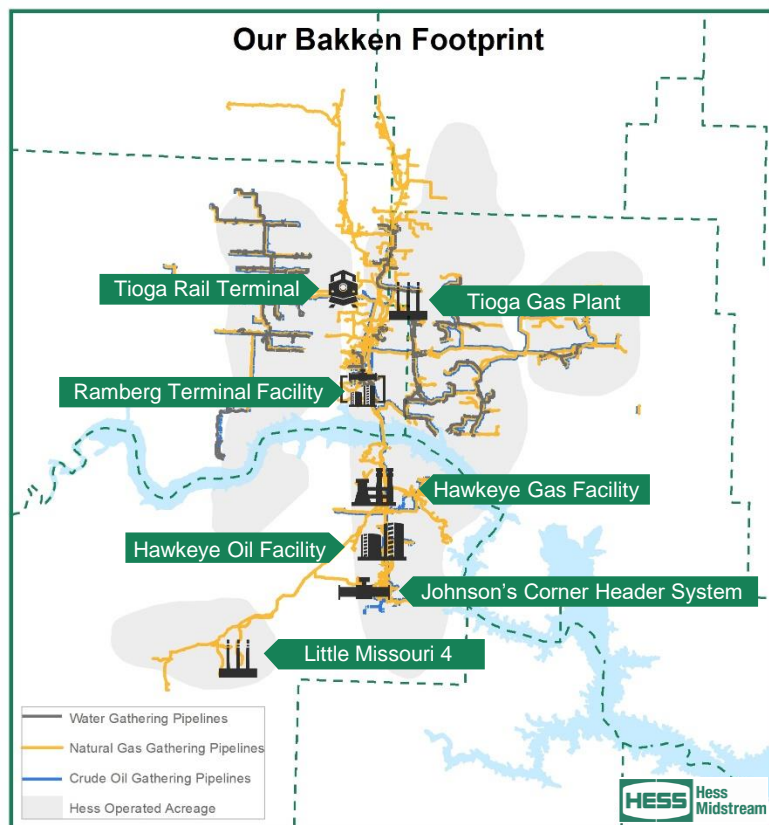 Our Bakken Footprint
Tioga Rail Terminal
Tioga Gas Plant
Ramberg Terminal Facility
Hawkeye Gas Facility
Hawkeye Oil Facility
Johnson's Corner Header System
Little Missouri 4
Water Gathering Pipelines
Natural Gas Gathering Pipelines
Crude Oil Gathering Pipelines
Hess Operated Acreage
HESS
Hess
Midstream